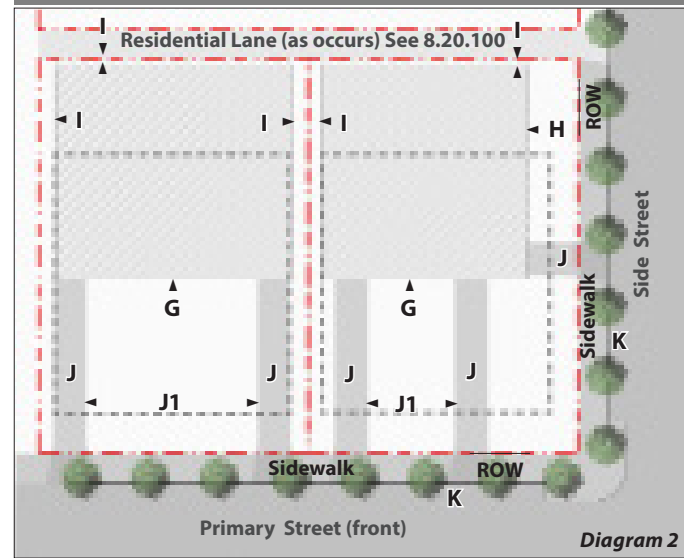 I I
Residential Lane (as occurs) See 8.20.100
ROW
I I I H
J
Side Street
G G
Sidewalk
K
J J J J
J1 J1
Sidewalk ROW
K
Primary Street (front)
Diagram 2